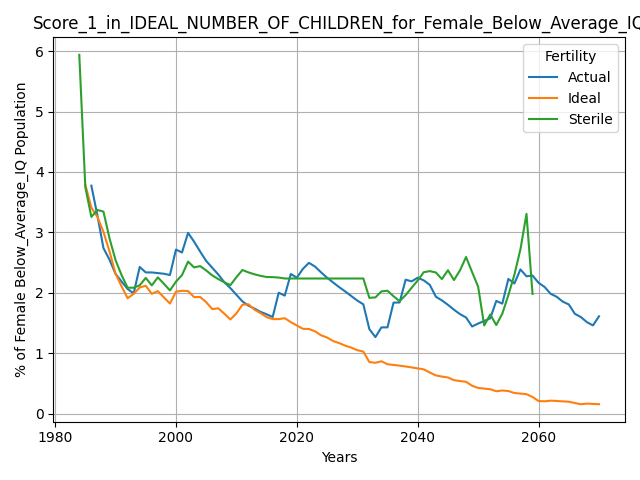 Score_1_in_IDEAL_NUMBER_OF_CHILDREN_for_Female_Below_Average_IQ
Fertility
Actual
Ideal
Sterile
% of Female Below_Average_IQ Population
6
5
4
3
2
1
0
1980
2000
2020
2040
2060
Years